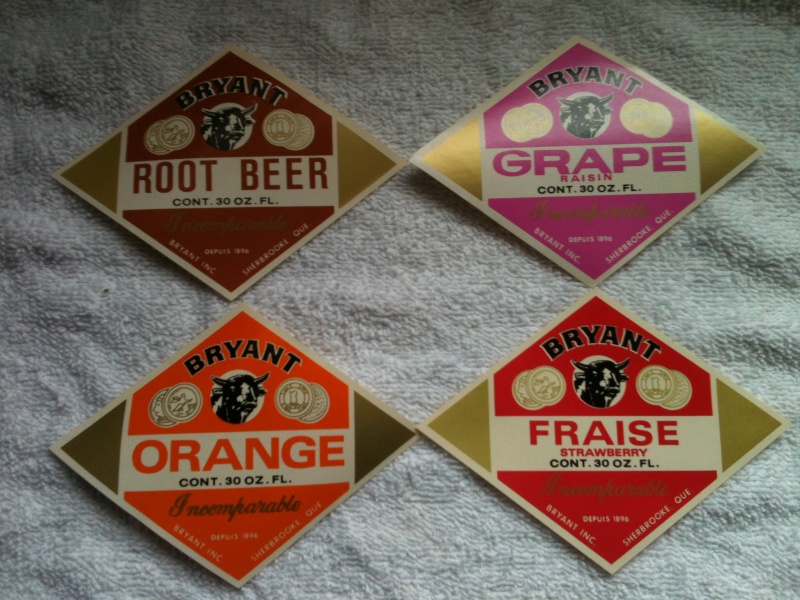 BRYANT
ROOT BEER
CONT. 30 OZ. FL.
Incomparable
DEPUIS 1896
BRYANT INC.
SHERBROOKE QUE
BRYANT
GRAPE
RAISIN
CONT. 30 OZ. FL.
Incomparable
DEPUIS 1896
BRYANT INC.
SHERBROOKE QUE
BRYANT
ORANGE
CONT. 30 OZ. FL.
Incomparable
DEPUIS 1896
BRYANT INC.
SHERBROOKE QUE
BRYANT
FRAISE
STRAWBERRY
CONT. 30 OZ. FL.
Incomparable
DEPUIS 1896
BRYANT INC.
SHERBROOKE QUE